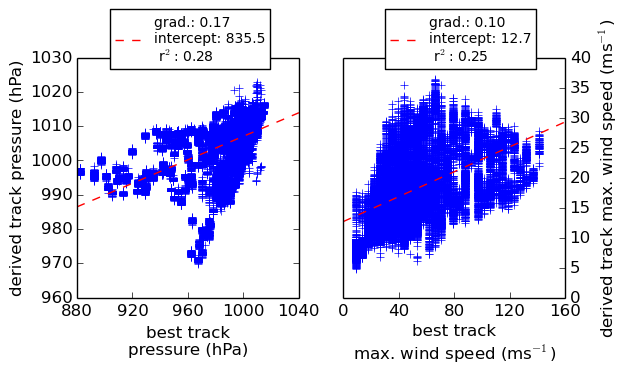 grad.: 0.17
intercept: 835.5
r² : 0.28
grad.: 0.10
intercept: 12.7
r² : 0.25
derived track pressure (hPa)
1030
1020
1010
1000
990
980
970
960
880 920 960 1000 1040
best track
pressure (hPa)
40
35
30
25
20
15
10
5
0
0 40 80 120 160
best track
max. wind speed (ms⁻¹)
derived track max. wind speed (ms⁻¹)